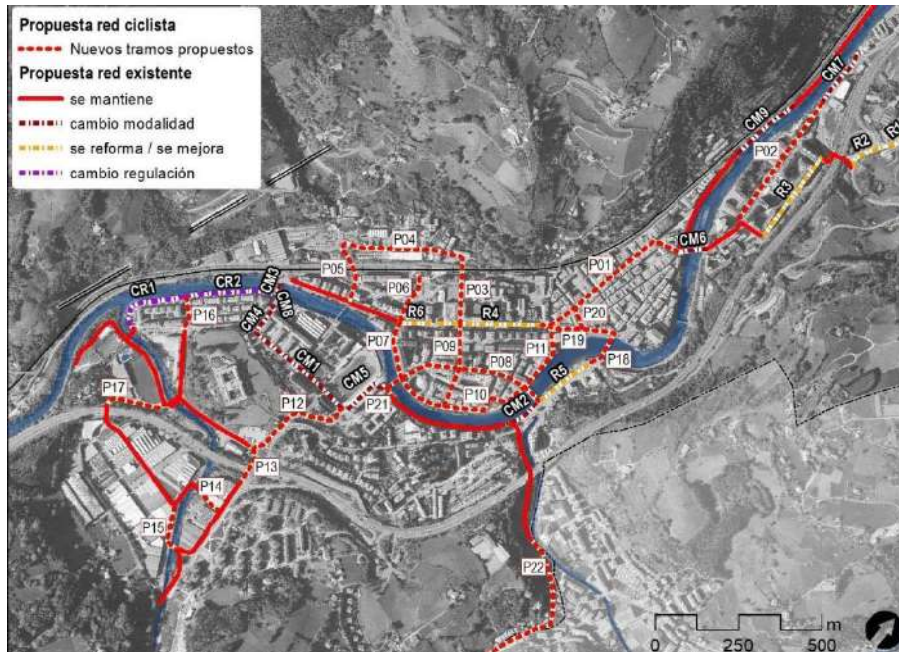 Propuesta red ciclista
Nuevos tramos propuestos
Propuesta red existente
se mantiene
cambio modalidad
se reforma / se mejora
cambio regulación
CM7
CM9
P02
R2
R1
R3
CM6
P04
P05
P01
P06
P03
CM3
CR1
CR2
CM8
P16
R6
R4
P20
CM4
P07
P19
P11
P18
P09
P08
CM1
R5
CM5
P10
P17
P21
CM2
P12
P13
P14
P15
P22
m
0 250 500